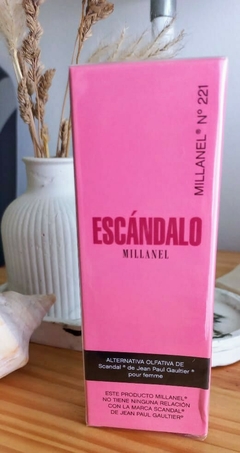 MILLANEL® Nº 221
ESCÁNDALO
MILLANEL
ALTERNATIVA OLFATIVA DE
Scandal ® de Jean Paul Gaultier ®
pour femme
ESTE PRODUCTO MILLANEL®
NO TIENE NINGUNA RELACIÓN
CON LA MARCA SCANDAL®
DE JEAN PAUL GAULTIER®